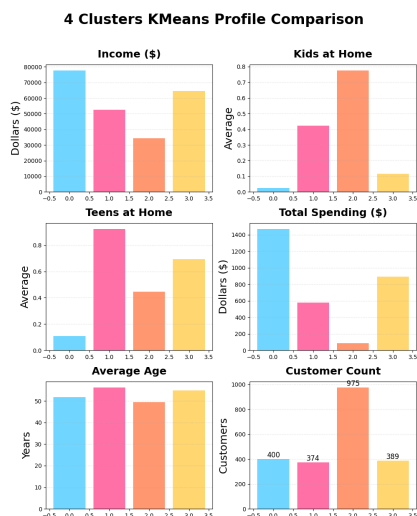 4 Clusters KMeans Profile Comparison
Income ($)
Kids at Home
80000
70000
60000
50000
40000
30000
20000
10000
0
Dollars ($)
−0.5 0.0 0.5 1.0 1.5 2.0 2.5 3.0 3.5
0.8
0.7
0.6
0.5
0.4
0.3
0.2
0.1
0.0
Average
−0.5 0.0 0.5 1.0 1.5 2.0 2.5 3.0 3.5
Teens at Home
Total Spending ($)
0.8
0.6
0.4
0.2
0.0
Average
−0.5 0.0 0.5 1.0 1.5 2.0 2.5 3.0 3.5
1400
1200
1000
800
600
400
200
0
Dollars ($)
−0.5 0.0 0.5 1.0 1.5 2.0 2.5 3.0 3.5
Average Age
Customer Count
50
40
30
20
10
0
Years
−0.5 0.0 0.5 1.0 1.5 2.0 2.5 3.0 3.5
1000
800
600
400
200
0
Customers
400
374
975
389
−0.5 0.0 0.5 1.0 1.5 2.0 2.5 3.0 3.5